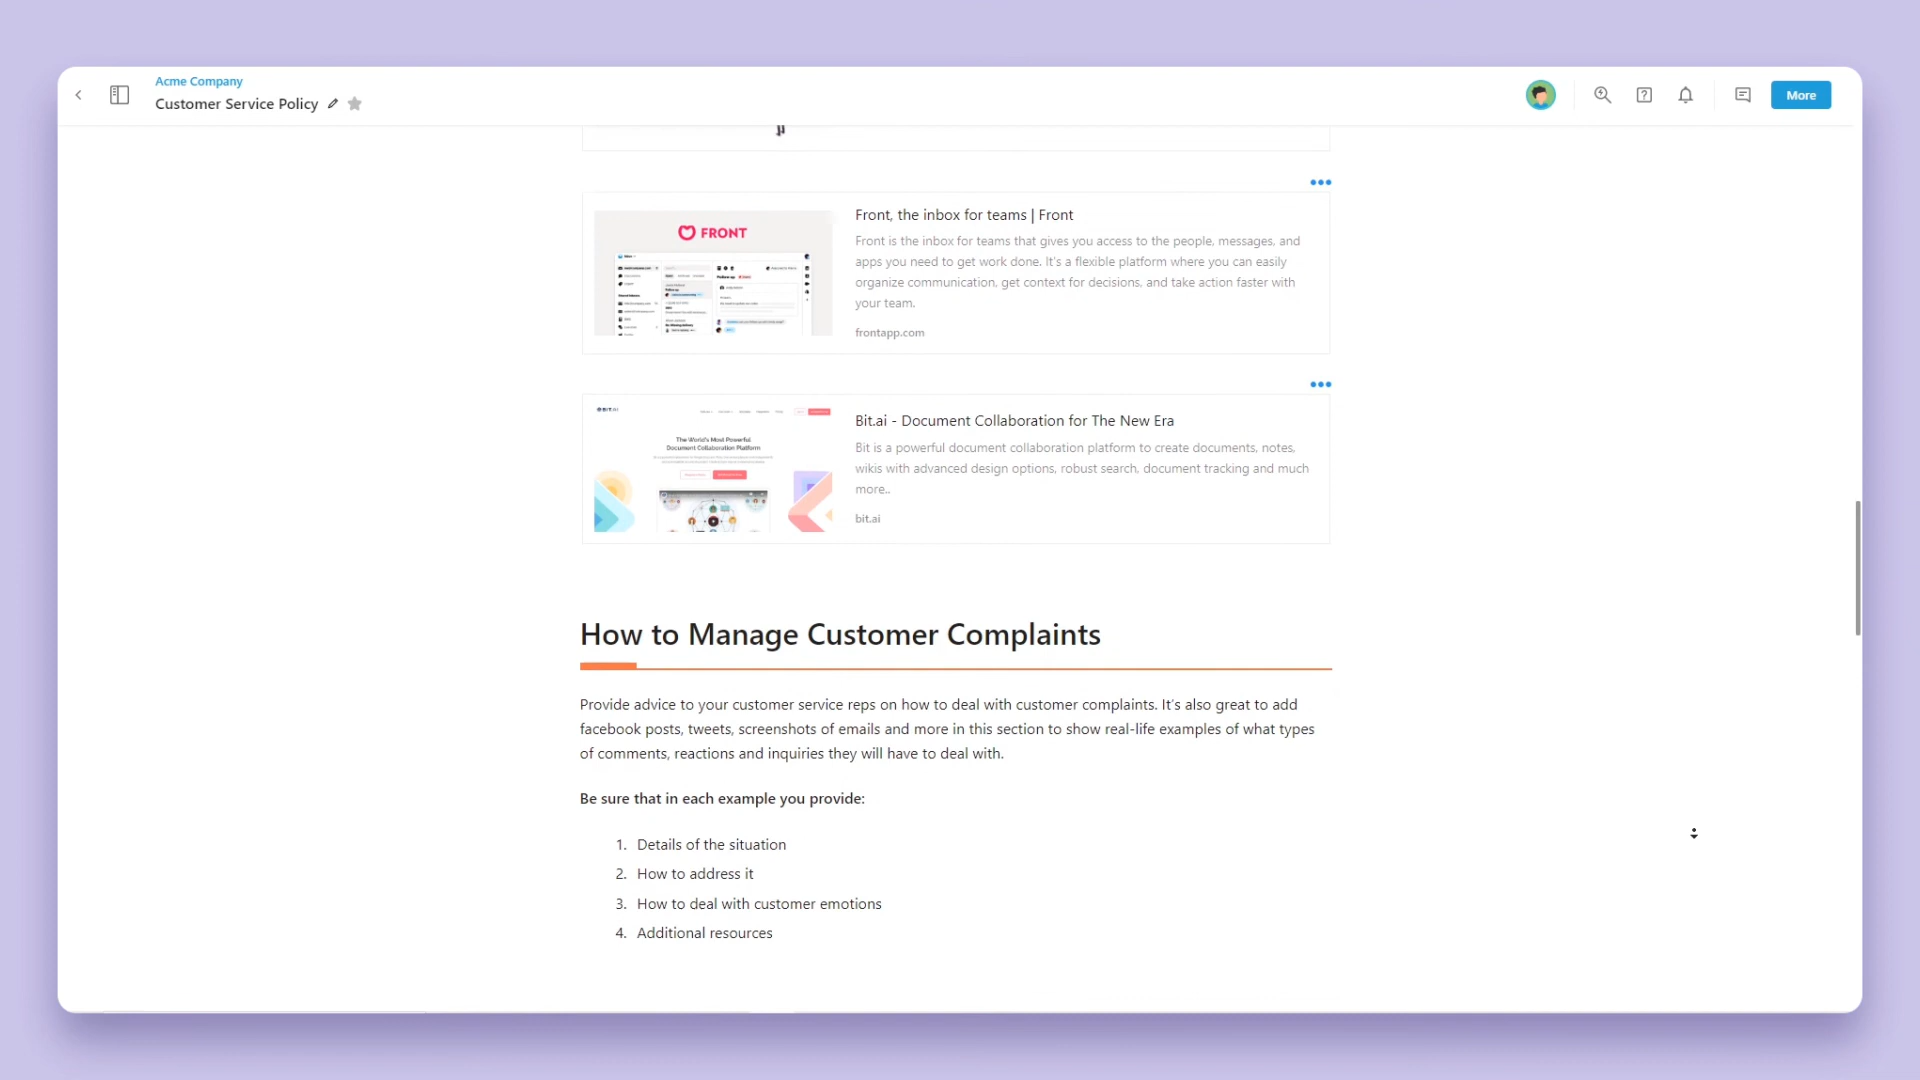 Acme Company
Customer Service Policy
More
FRONT
Front, the inbox for teams | Front
Front is the inbox for teams that gives you access to the people, messages, and
apps you need to get work done. It's a flexible platform where you can easily
organize communication, get context for decisions, and take action faster with
your team.
frontapp.com
BIT.AI
The World's Most Powerful
Document Collaboration Platform
Bit.ai - Document Collaboration for The New Era
Bit is a powerful document collaboration platform to create documents, notes,
wikis with advanced design options, robust search, document tracking and much
more..
bit.ai
How to Manage Customer Complaints
Provide advice to your customer service reps on how to deal with customer complaints. It's also great to add
facebook posts, tweets, screenshots of emails and more in this section to show real-life examples of what types
of comments, reactions and inquiries they will have to deal with.
Be sure that in each example you provide:
1. Details of the situation
2. How to address it
3. How to deal with customer emotions
4. Additional resources